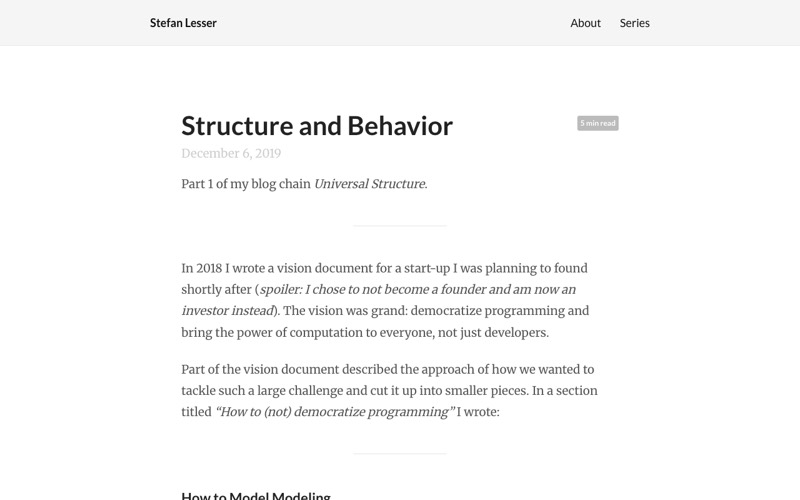 Stefan Lesser
About Series
Structure and Behavior
5 min read
December 6, 2019
Part 1 of my blog chain Universal Structure.
In 2018 I wrote a vision document for a start-up I was planning to found
shortly after (spoiler: I chose to not become a founder and am now an
investor instead). The vision was grand: democratize programming and
bring the power of computation to everyone, not just developers.
Part of the vision document described the approach of how we wanted to
tackle such a large challenge and cut it up into smaller pieces. In a section
titled “How to (not) democratize programming” I wrote:
How to Model Modeling